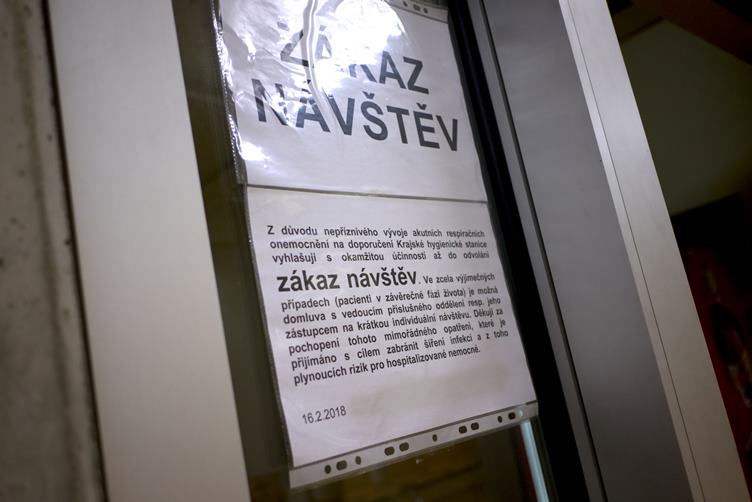 ZÁKAZ
NÁVŠTĚV
Z důvodu nepříznivého vývoje akutních respiračních
onemocnění na doporučení Krajské hygienické stanice
vyhlašuji s okamžitou účinností až do odvolání
zákaz návštěv. Ve zcela výjimečných
případech (pacienti v závěrečné fázi života) je možná
domluva s vedoucím příslušného oddělení resp. jeho
zástupcem na krátkou individuální návštěvu. Děkuji za
pochopení tohoto mimořádného opatření, které je
přijímáno s cílem zabránit šíření infekcí a z toho
plynoucích rizik pro hospitalizované nemocné.
16.2.2018